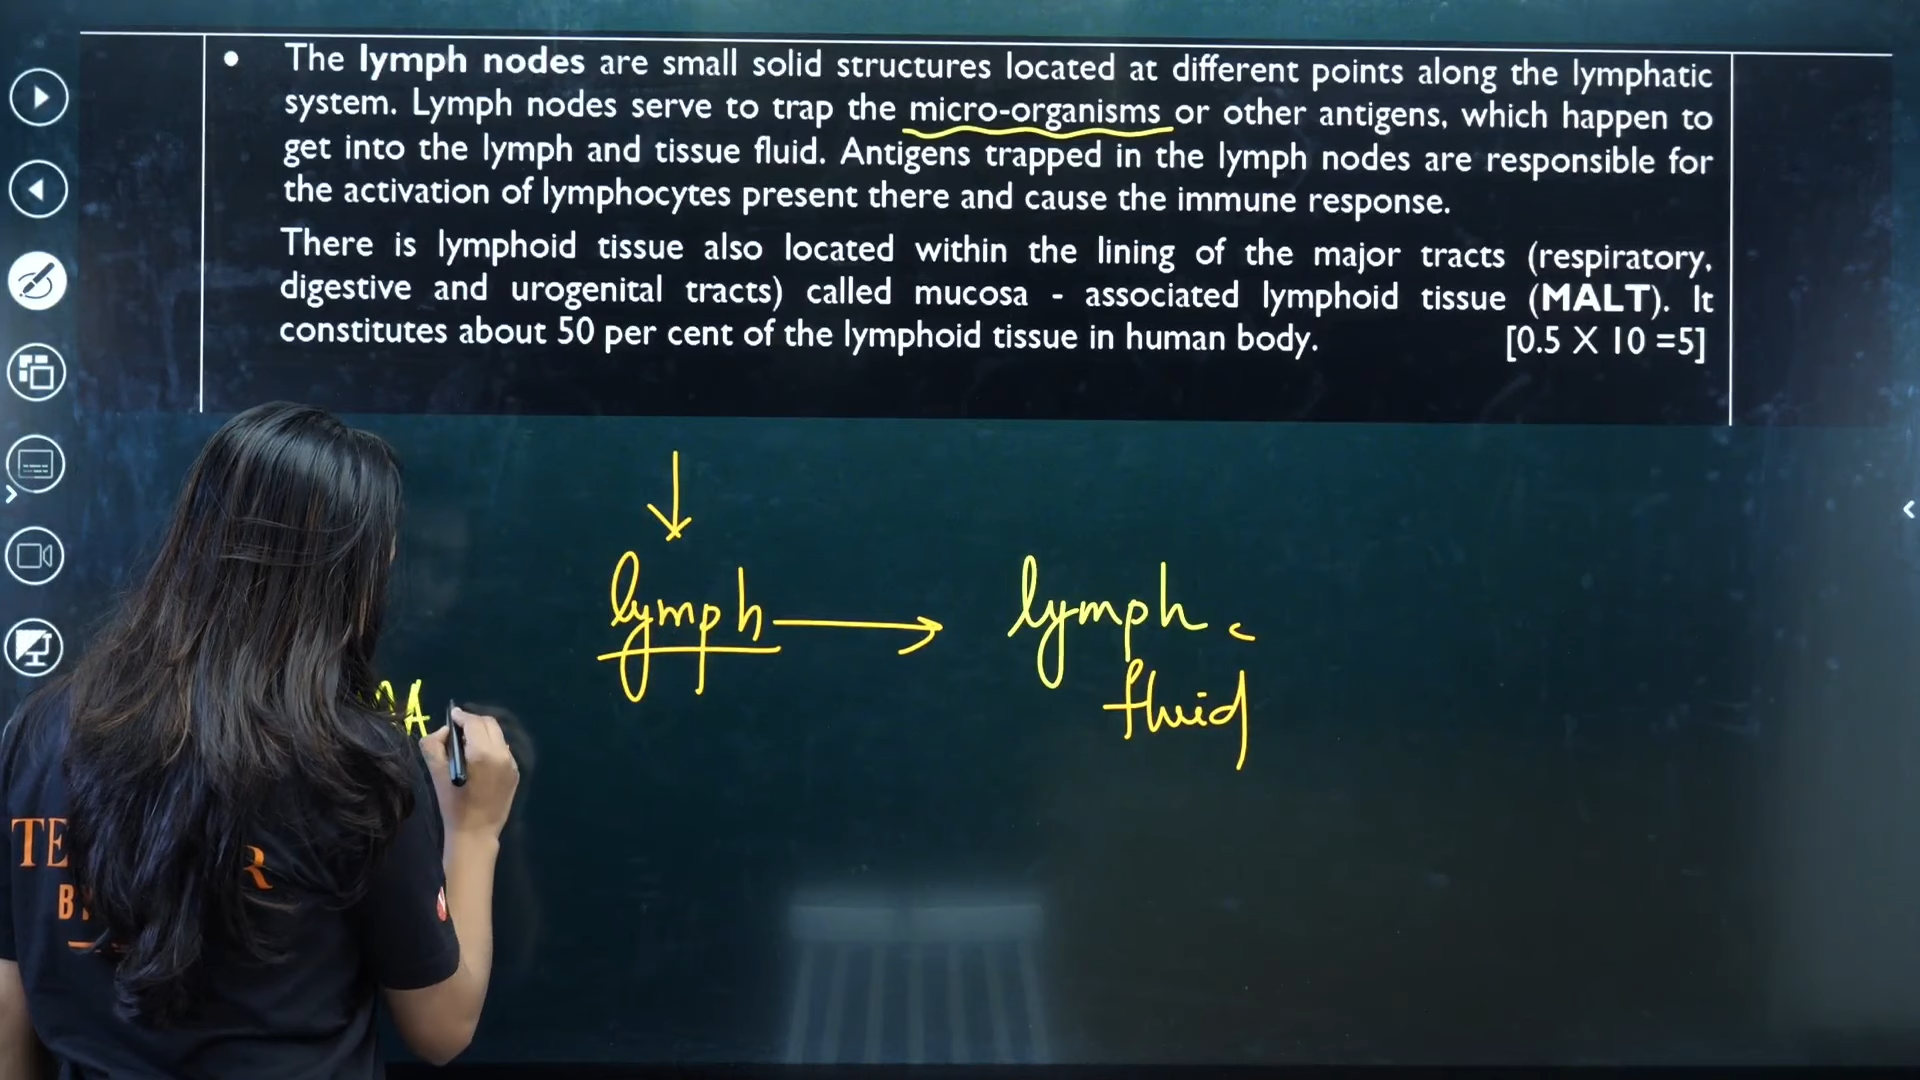 • The lymph nodes are small solid structures located at different points along the lymphatic
system. Lymph nodes serve to trap the micro-organisms or other antigens, which happen to
get into the lymph and tissue fluid. Antigens trapped in the lymph nodes are responsible for
the activation of lymphocytes present there and cause the immune response.
There is lymphoid tissue also located within the lining of the major tracts (respiratory,
digestive and urogenital tracts) called mucosa - associated lymphoid tissue (MALT). It
constitutes about 50 per cent of the lymphoid tissue in human body. [0.5 X 10 =5]
lymph
lymph
fluid